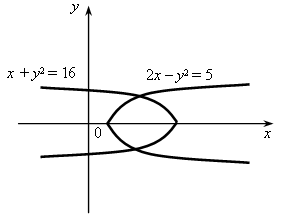 y
x + y² = 16
2x – y² = 5
0
x